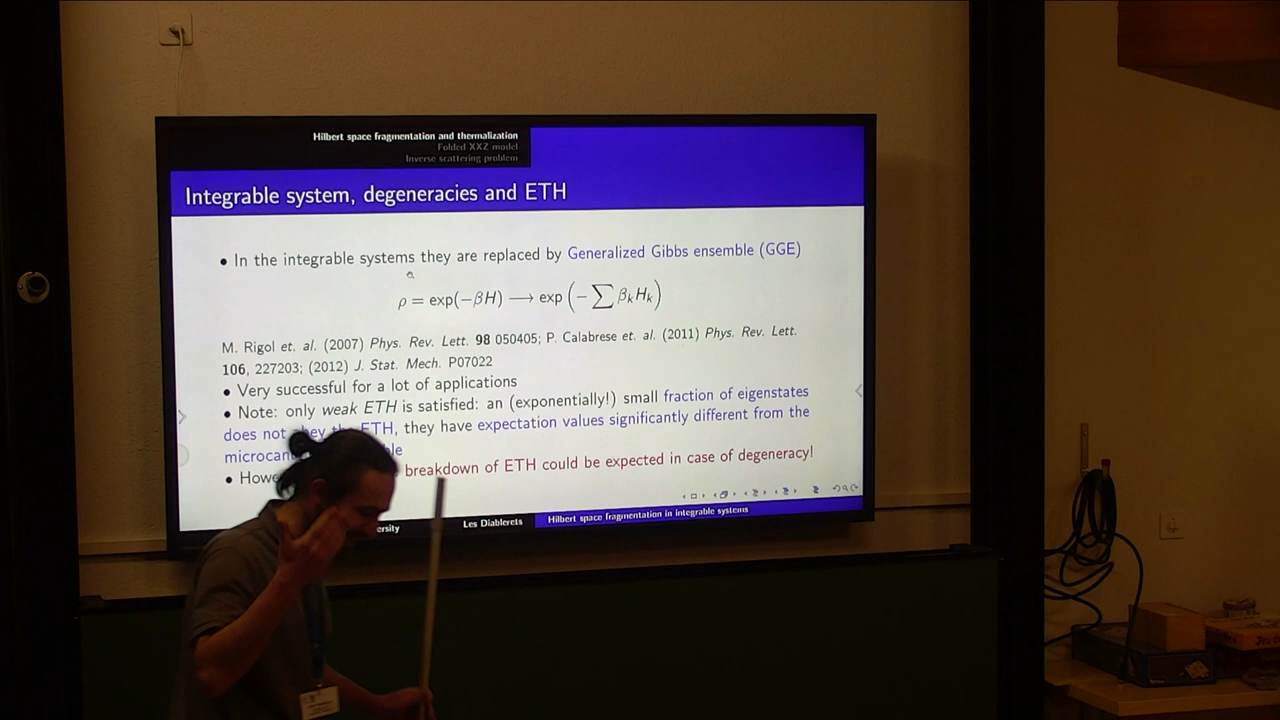 Hilbert space fragmentation and thermalization
Folded XXZ model
Inverse scattering problem
Integrable system, degeneracies and ETH
• In the integrable systems they are replaced by Generalized Gibbs ensemble (GGE)
ρ = exp(−βH) ⟶ exp (−∑ βₖHₖ)
M. Rigol et. al. (2007) Phys. Rev. Lett. 98 050405; P. Calabrese et. al. (2011) Phys. Rev. Lett.
106, 227203; (2012) J. Stat. Mech. P07022
• Very successful for a lot of applications
• Note: only weak ETH is satisfied: an (exponentially!) small fraction of eigenstates
does not obey the ETH, they have expectation values significantly different from the
• breakdown of ETH could be expected in case of degeneracy!
Les Diablerets
Hilbert space fragmentation in integrable systems